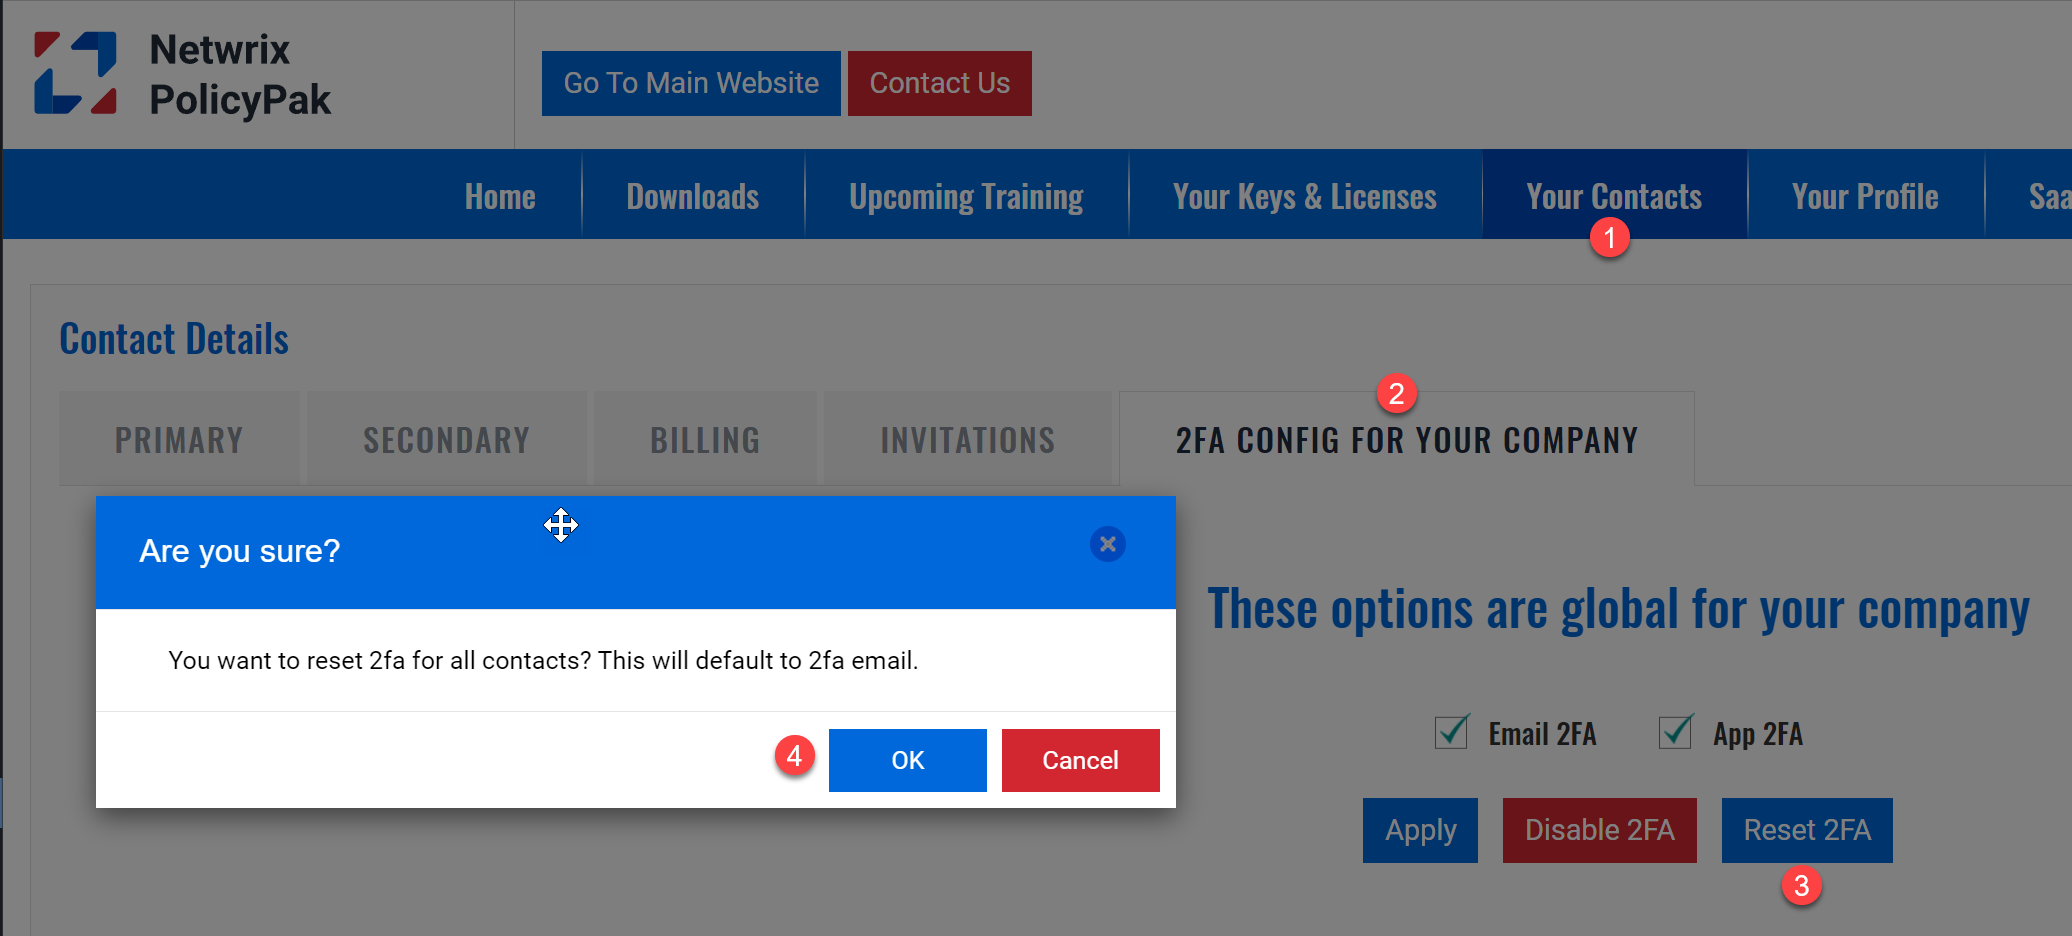 Netwrix
PolicyPak
Go To Main Website
Contact Us
Home
Downloads
Upcoming Training
Your Keys & Licenses
Your Contacts
Your Profile
Saa
1
Contact Details
2
PRIMARY
SECONDARY
BILLING
INVITATIONS
2FA CONFIG FOR YOUR COMPANY
Are you sure?
You want to reset 2fa for all contacts? This will default to 2fa email.
4
OK
Cancel
These options are global for your company
Email 2FA
App 2FA
Apply
Disable 2FA
Reset 2FA
3